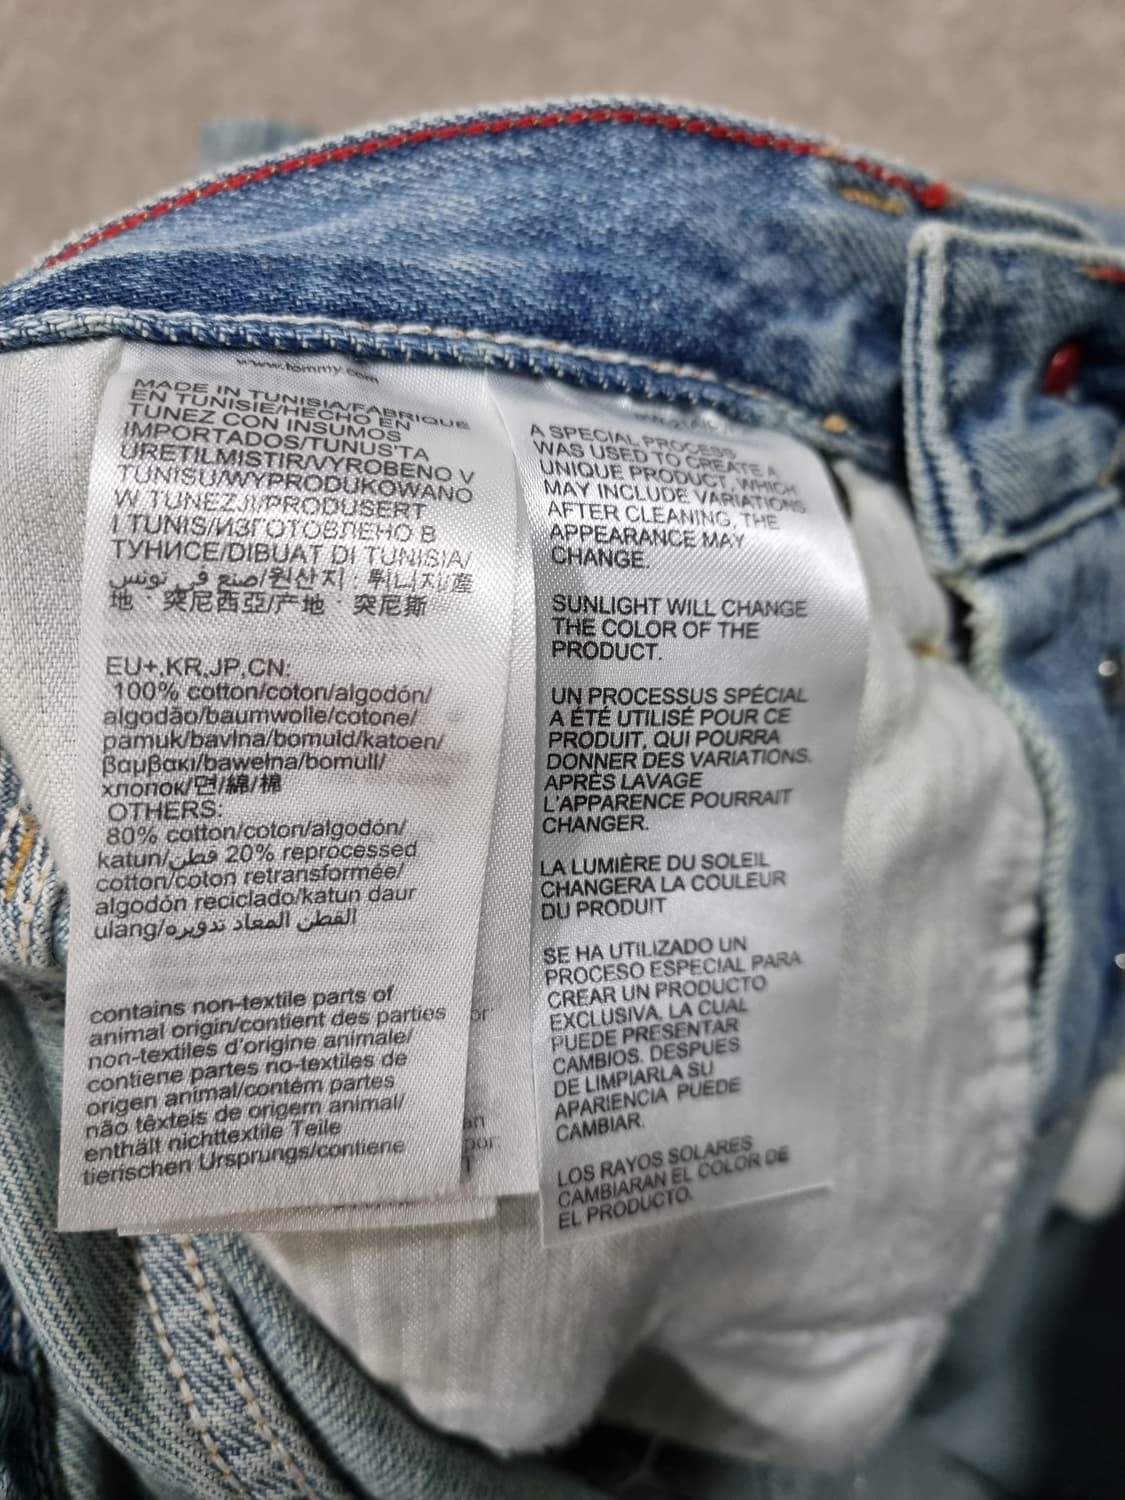 www.tommy.com
MADE IN TUNISIA/FABRIQUE
EN TUNISIE/HECHO EN
TUNEZ CON INSUMOS
IMPORTADOS/TUNUS'TA
URETILMISTIR/VYROBENO V
TUNISU/WYPRODUKOWANO
W TUNEZJI/PRODUSERT
I TUNIS/ИЗГОТОВЛЕНО В
ТУНИСЕ/DIBUAT DI TUNISIA/
صنع في تونس/원산지 : 튀니지/產
地 : 突尼西亞/产地 : 突尼斯
EU+,KR,JP,CN:
100% cotton/coton/algodón/
algodão/baumwolle/cotone/
pamuk/bavlna/bomuld/katoen/
βαμβακι/bawełna/bomull/
хлопок/면/綿/棉
OTHERS:
80% cotton/coton/algodón/
katun/قطن 20% reprocessed
cotton/coton retransformée/
algodón reciclado/katun daur
ulang/القطن المعاد تدويره
contains non-textile parts of
animal origin/contient des parties
non-textiles d'origine animale/
contiene partes no-textiles de
origen animal/contém partes
não têxteis de origem animal/
enthält nichttextile Teile
tierischen Ursprungs/contiene
or
an
por
A SPECIAL PROCESS
WAS USED TO CREATE A
UNIQUE PRODUCT, WHICH
MAY INCLUDE VARIATIONS
AFTER CLEANING, THE
APPEARANCE MAY
CHANGE.
SUNLIGHT WILL CHANGE
THE COLOR OF THE
PRODUCT.
UN PROCESSUS SPÉCIAL
A ÉTÉ UTILISÉ POUR CE
PRODUIT, QUI POURRA
DONNER DES VARIATIONS.
APRÈS LAVAGE
L'APPARENCE POURRAIT
CHANGER.
LA LUMIÈRE DU SOLEIL
CHANGERA LA COULEUR
DU PRODUIT
SE HA UTILIZADO UN
PROCESO ESPECIAL PARA
CREAR UN PRODUCTO
EXCLUSIVA, LA CUAL
PUEDE PRESENTAR
CAMBIOS. DESPUES
DE LIMPIARLA SU
APARIENCIA PUEDE
CAMBIAR.
LOS RAYOS SOLARES
CAMBIARAN EL COLOR DE
EL PRODUCTO.